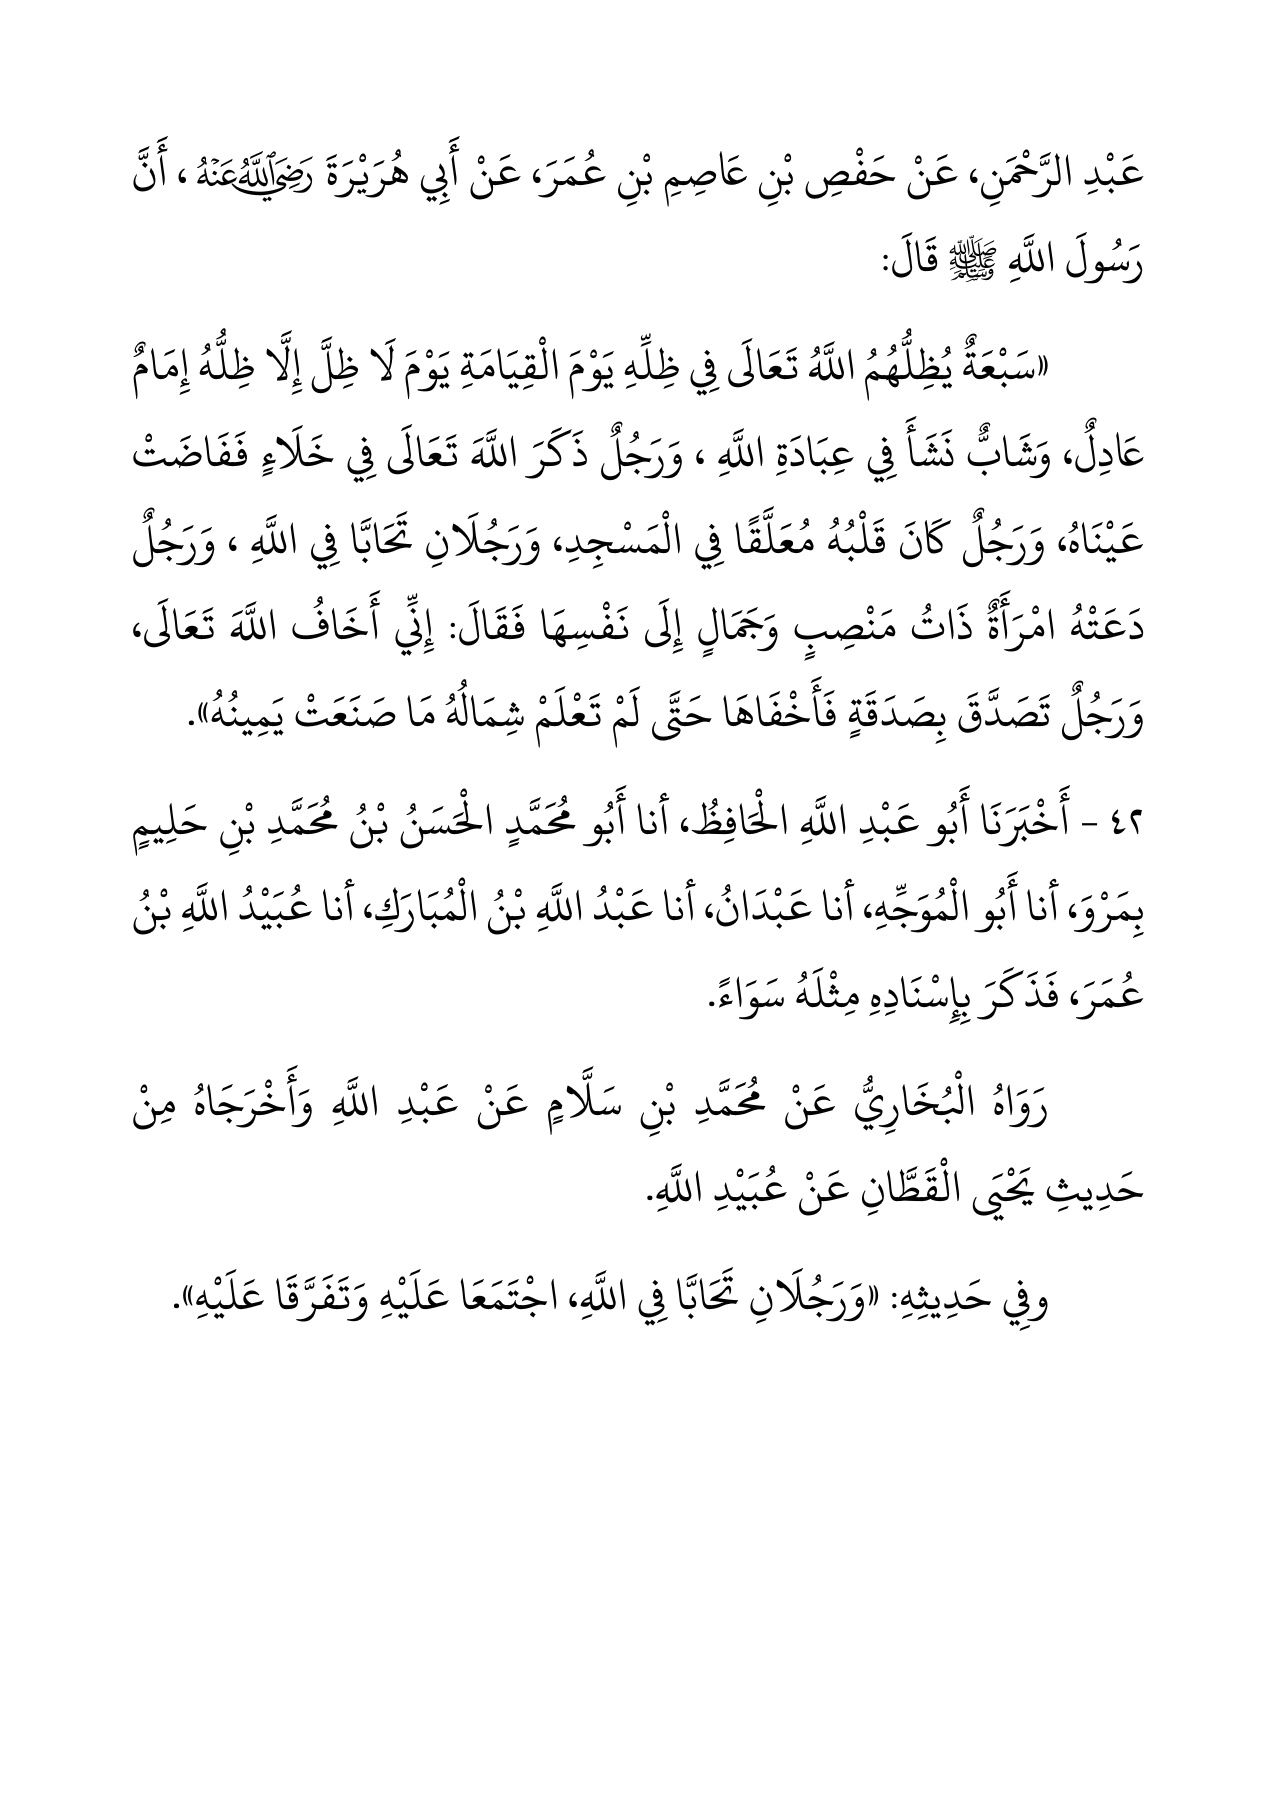 عَبْدِ الرَّحْمَنِ، عَنْ حَفْصِ بْنِ عَاصِمِ بْنِ عُمَرَ، عَنْ أَبِي هُرَيْرَةَ رَضِيَ اللَّهُ عَنْهُ ، أَنَّ
رَسُولَ اللَّهِ ﷺ قَالَ:
«سَبْعَةٌ يُظِلُّهُمُ اللَّهُ تَعَالَى فِي ظِلِّهِ يَوْمَ الْقِيَامَةِ يَوْمَ لَا ظِلَّ إِلَّا ظِلُّهُ إِمَامٌ
عَادِلٌ، وَشَابٌّ نَشَأَ فِي عِبَادَةِ اللَّهِ ، وَرَجُلٌ ذَكَرَ اللَّهَ تَعَالَى فِي خَلَاءٍ فَفَاضَتْ
عَيْنَاهُ، وَرَجُلٌ كَانَ قَلْبُهُ مُعَلَّقًا فِي الْمَسْجِدِ، وَرَجُلَانِ تَحَابَّا فِي اللَّهِ ، وَرَجُلٌ
دَعَتْهُ امْرَأَةٌ ذَاتُ مَنْصِبٍ وَجَمَالٍ إِلَى نَفْسِهَا فَقَالَ: إِنِّي أَخَافُ اللَّهَ تَعَالَى،
وَرَجُلٌ تَصَدَّقَ بِصَدَقَةٍ فَأَخْفَاهَا حَتَّى لَمْ تَعْلَمْ شِمَالُهُ مَا صَنَعَتْ يَمِينُهُ».
٤٢ - أَخْبَرَنَا أَبُو عَبْدِ اللَّهِ الْحَافِظُ، أنا أَبُو مُحَمَّدٍ الْحَسَنُ بْنُ مُحَمَّدِ بْنِ حَلِيمٍ
بِمَرْوَ، أنا أَبُو الْمُوَجِّهِ، أنا عَبْدَانُ، أنا عَبْدُ اللَّهِ بْنُ الْمُبَارَكِ، أنا عُبَيْدُ اللَّهِ بْنُ
عُمَرَ، فَذَكَرَ بِإِسْنَادِهِ مِثْلَهُ سَوَاءً.
رَوَاهُ الْبُخَارِيُّ عَنْ مُحَمَّدِ بْنِ سَلَّامٍ عَنْ عَبْدِ اللَّهِ وَأَخْرَجَاهُ مِنْ
حَدِيثِ يَحْيَى الْقَطَّانِ عَنْ عُبَيْدِ اللَّهِ.
وفِي حَدِيثِهِ: «وَرَجُلَانِ تَحَابَّا فِي اللَّهِ، اجْتَمَعَا عَلَيْهِ وَتَفَرَّقَا عَلَيْهِ».